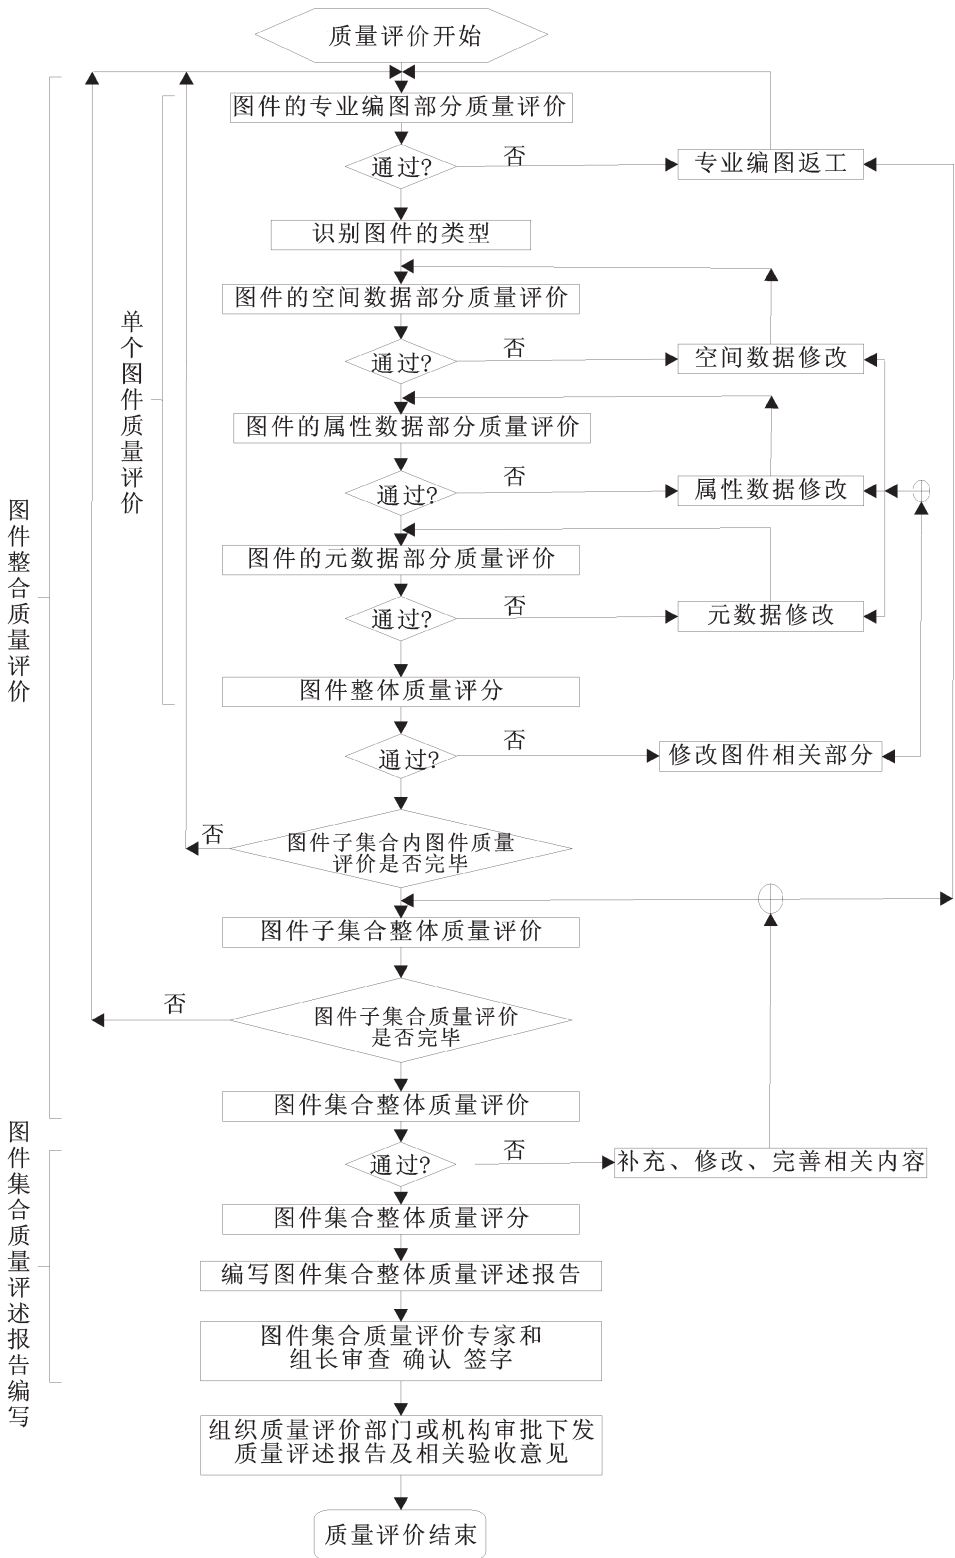 质量评价开始
图件的专业编图部分质量评价
通过?
否
专业编图返工
识别图件的类型
图件的空间数据部分质量评价
通过?
否
空间数据修改
图件的属性数据部分质量评价
通过?
否
属性数据修改
图件的元数据部分质量评价
通过?
否
元数据修改
图件整体质量评分
通过?
否
修改图件相关部分
图件子集合内图件质量
评价是否完毕
否
图件子集合整体质量评价
图件子集合质量评价
是否完毕
否
图件集合整体质量评价
通过?
否
补充、修改、完善相关内容
图件集合整体质量评分
编写图件集合整体质量评述报告
图件集合质量评价专家和
组长审查 确认 签字
组织质量评价部门或机构审批下发
质量评述报告及相关验收意见
质量评价结束
单个图件质量评价
图件整合质量评价
图件集合质量评述报告编写